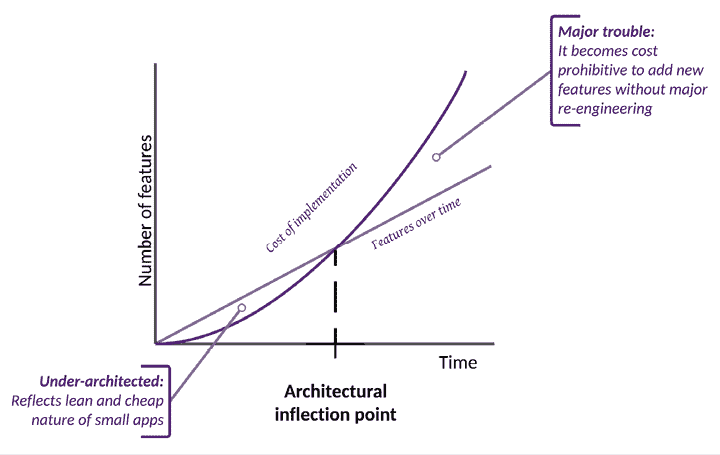 Major trouble:
It becomes cost
prohibitive to add new
features without major
re-engineering
Number of features
Cost of implementation
Features over time
Time
Under-architected:
Reflects lean and cheap
nature of small apps
Architectural
inflection point